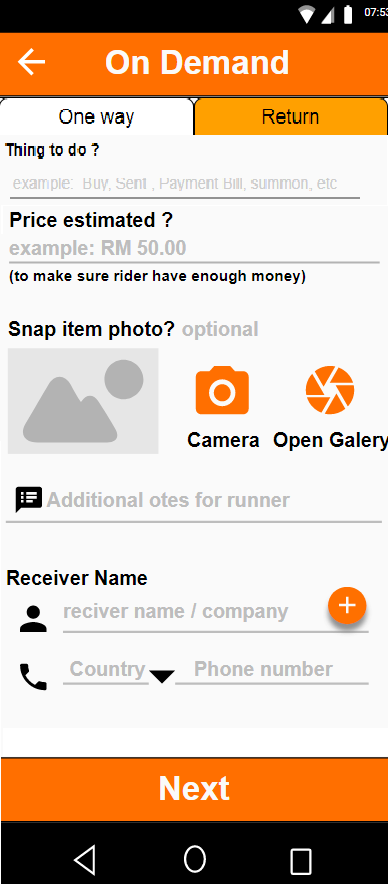 07:53
On Demand
One way
Return
Thing to do ?
example: Buy, Sent , Payment Bill, summon, etc
Price estimated ?
example: RM 50.00
(to make sure rider have enough money)
Snap item photo? optional
Camera
Open Galery
Additional otes for runner
Receiver Name
reciver name / company
Country
Phone number
Next